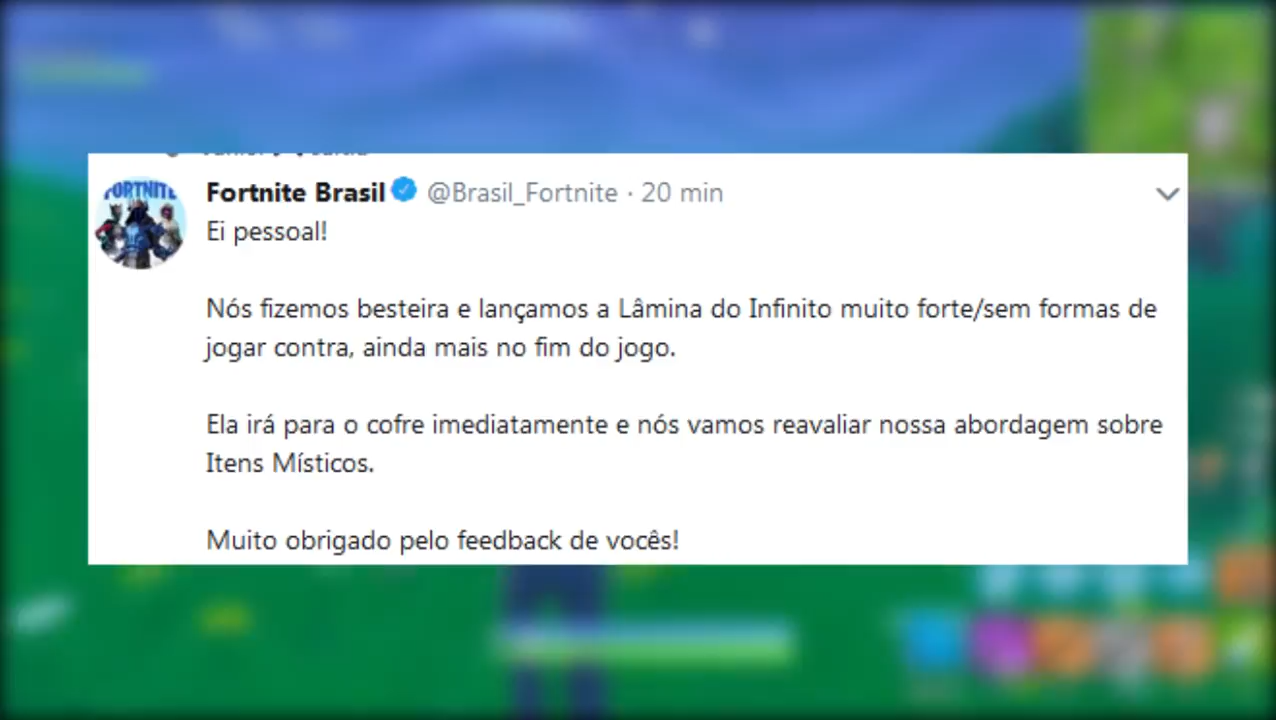 FORTNITE
Fortnite Brasil @Brasil_Fortnite · 20 min
Ei pessoal!
Nós fizemos besteira e lançamos a Lâmina do Infinito muito forte/sem formas de
jogar contra, ainda mais no fim do jogo.
Ela irá para o cofre imediatamente e nós vamos reavaliar nossa abordagem sobre
Itens Místicos.
Muito obrigado pelo feedback de vocês!